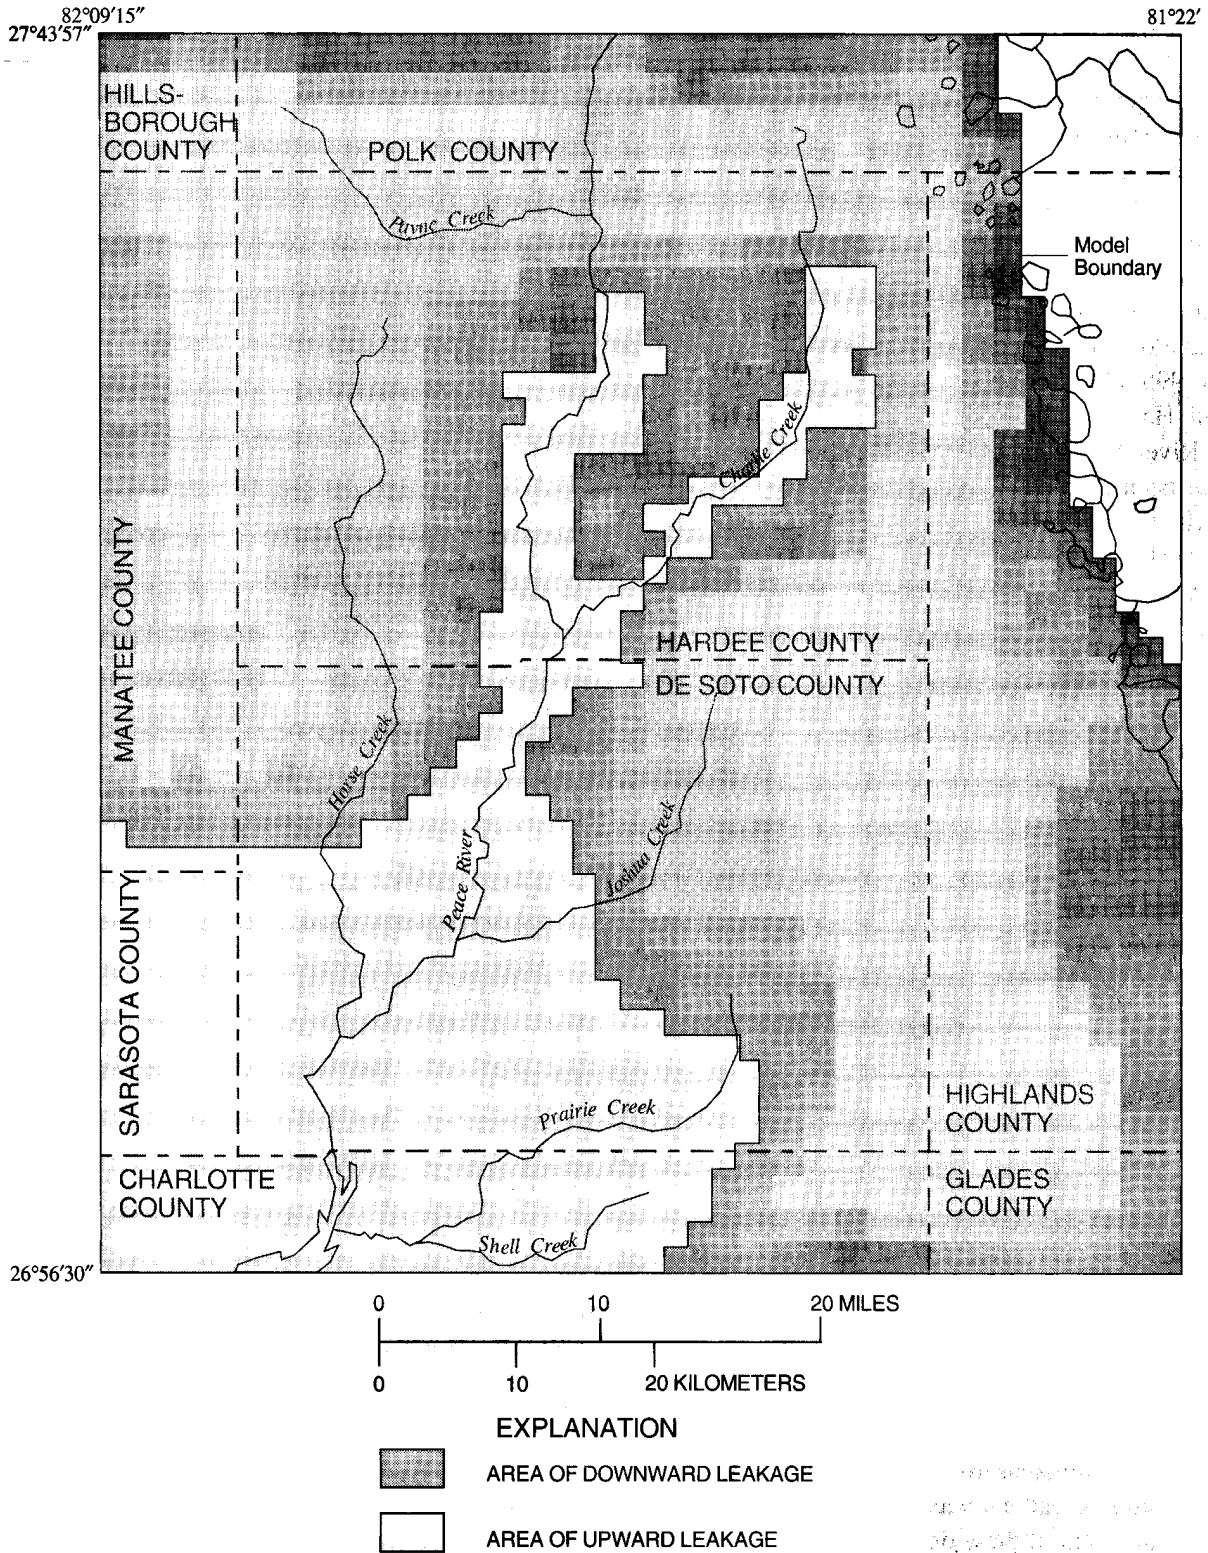 82°09′15″
81°22′
27°43′57″
HILLS-
BOROUGH
COUNTY
POLK COUNTY
Payne Creek
Model
Boundary
Charlie Creek
MANATEE COUNTY
HARDEE COUNTY
DE SOTO COUNTY
Horse Creek
Peace River
Joshua Creek
SARASOTA COUNTY
Prairie Creek
HIGHLANDS
COUNTY
CHARLOTTE
COUNTY
GLADES
COUNTY
Shell Creek
26°56′30″
0 10 20 MILES
0 10 20 KILOMETERS
EXPLANATION
AREA OF DOWNWARD LEAKAGE
AREA OF UPWARD LEAKAGE